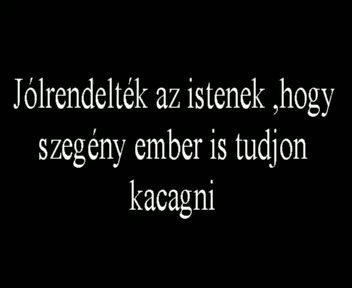 Jólrendelték az istenek ,hogy
szegény ember is tudjon
kacagni